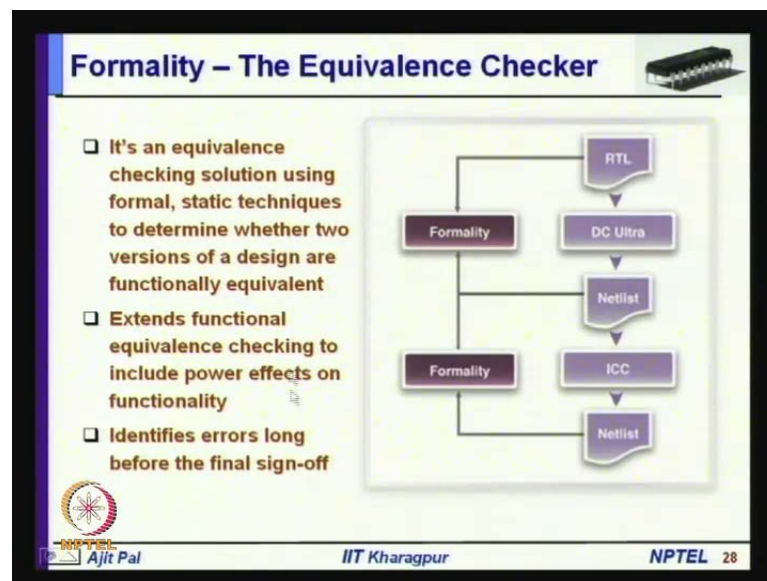 Formality – The Equivalence Checker
❑ It's an equivalence
checking solution using
formal, static techniques
to determine whether two
versions of a design are
functionally equivalent
❑ Extends functional
equivalence checking to
include power effects on
functionality
❑ Identifies errors long
before the final sign-off
RTL
Formality
DC Ultra
Netlist
Formality
ICC
Netlist
NPTEL
Ajit Pal
IIT Kharagpur
NPTEL 28